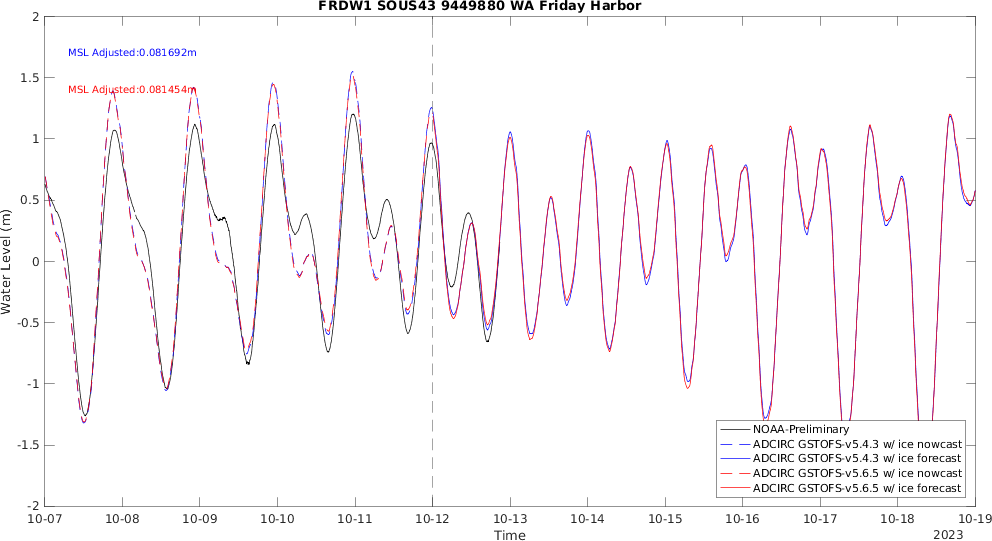 FRDW1 SOUS43 9449880 WA Friday Harbor
MSL Adjusted:0.081692m
MSL Adjusted:0.081454m
Water Level (m)
2
1.5
1
0.5
0
-0.5
-1
-1.5
-2
NOAA-Preliminary
ADCIRC GSTOFS-v5.4.3 w/ ice nowcast
ADCIRC GSTOFS-v5.4.3 w/ ice forecast
ADCIRC GSTOFS-v5.6.5 w/ ice nowcast
ADCIRC GSTOFS-v5.6.5 w/ ice forecast
10-07 10-08 10-09 10-10 10-11 10-12 10-13 10-14 10-15 10-16 10-17 10-18 10-19
Time
2023